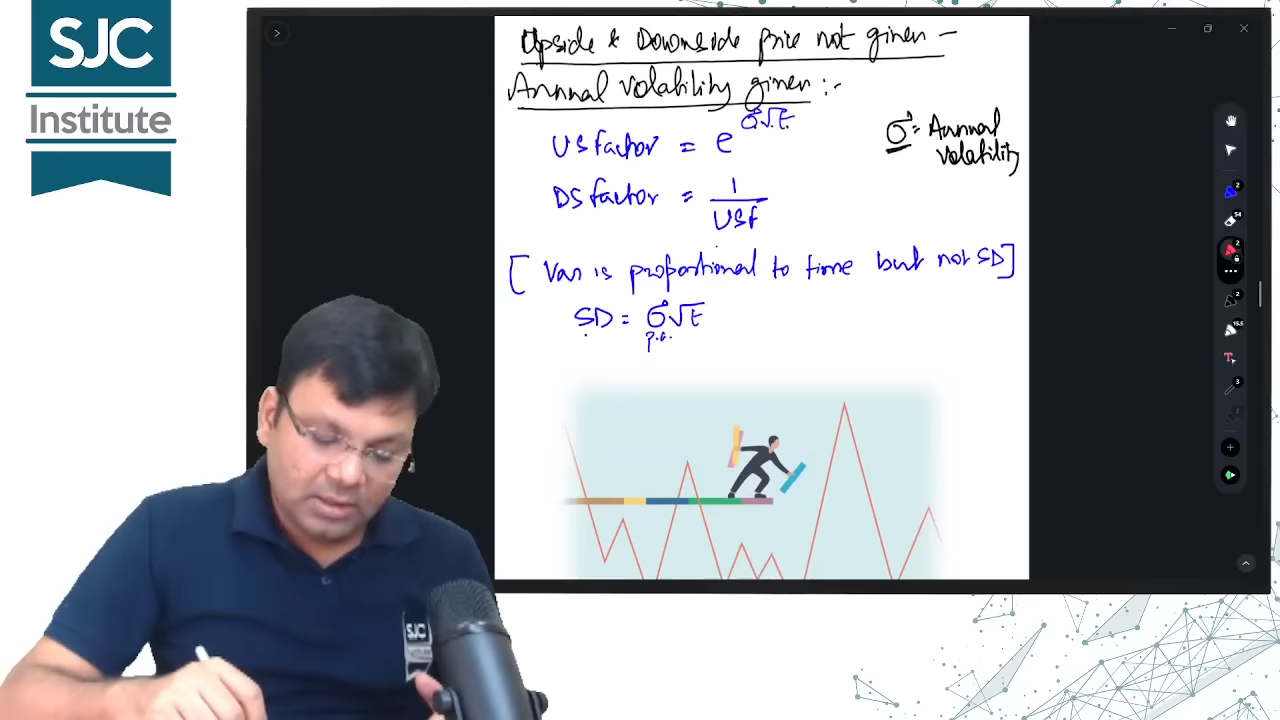 SJC
Institute
Upside & Downside price not given –
Annual volatility given :-
US factor = e^σ√t
σ = Annual
volatility
DS factor = 1/USF
[ Var is proportional to time but not SD ]
SD = σ√t
p.a.
SJC